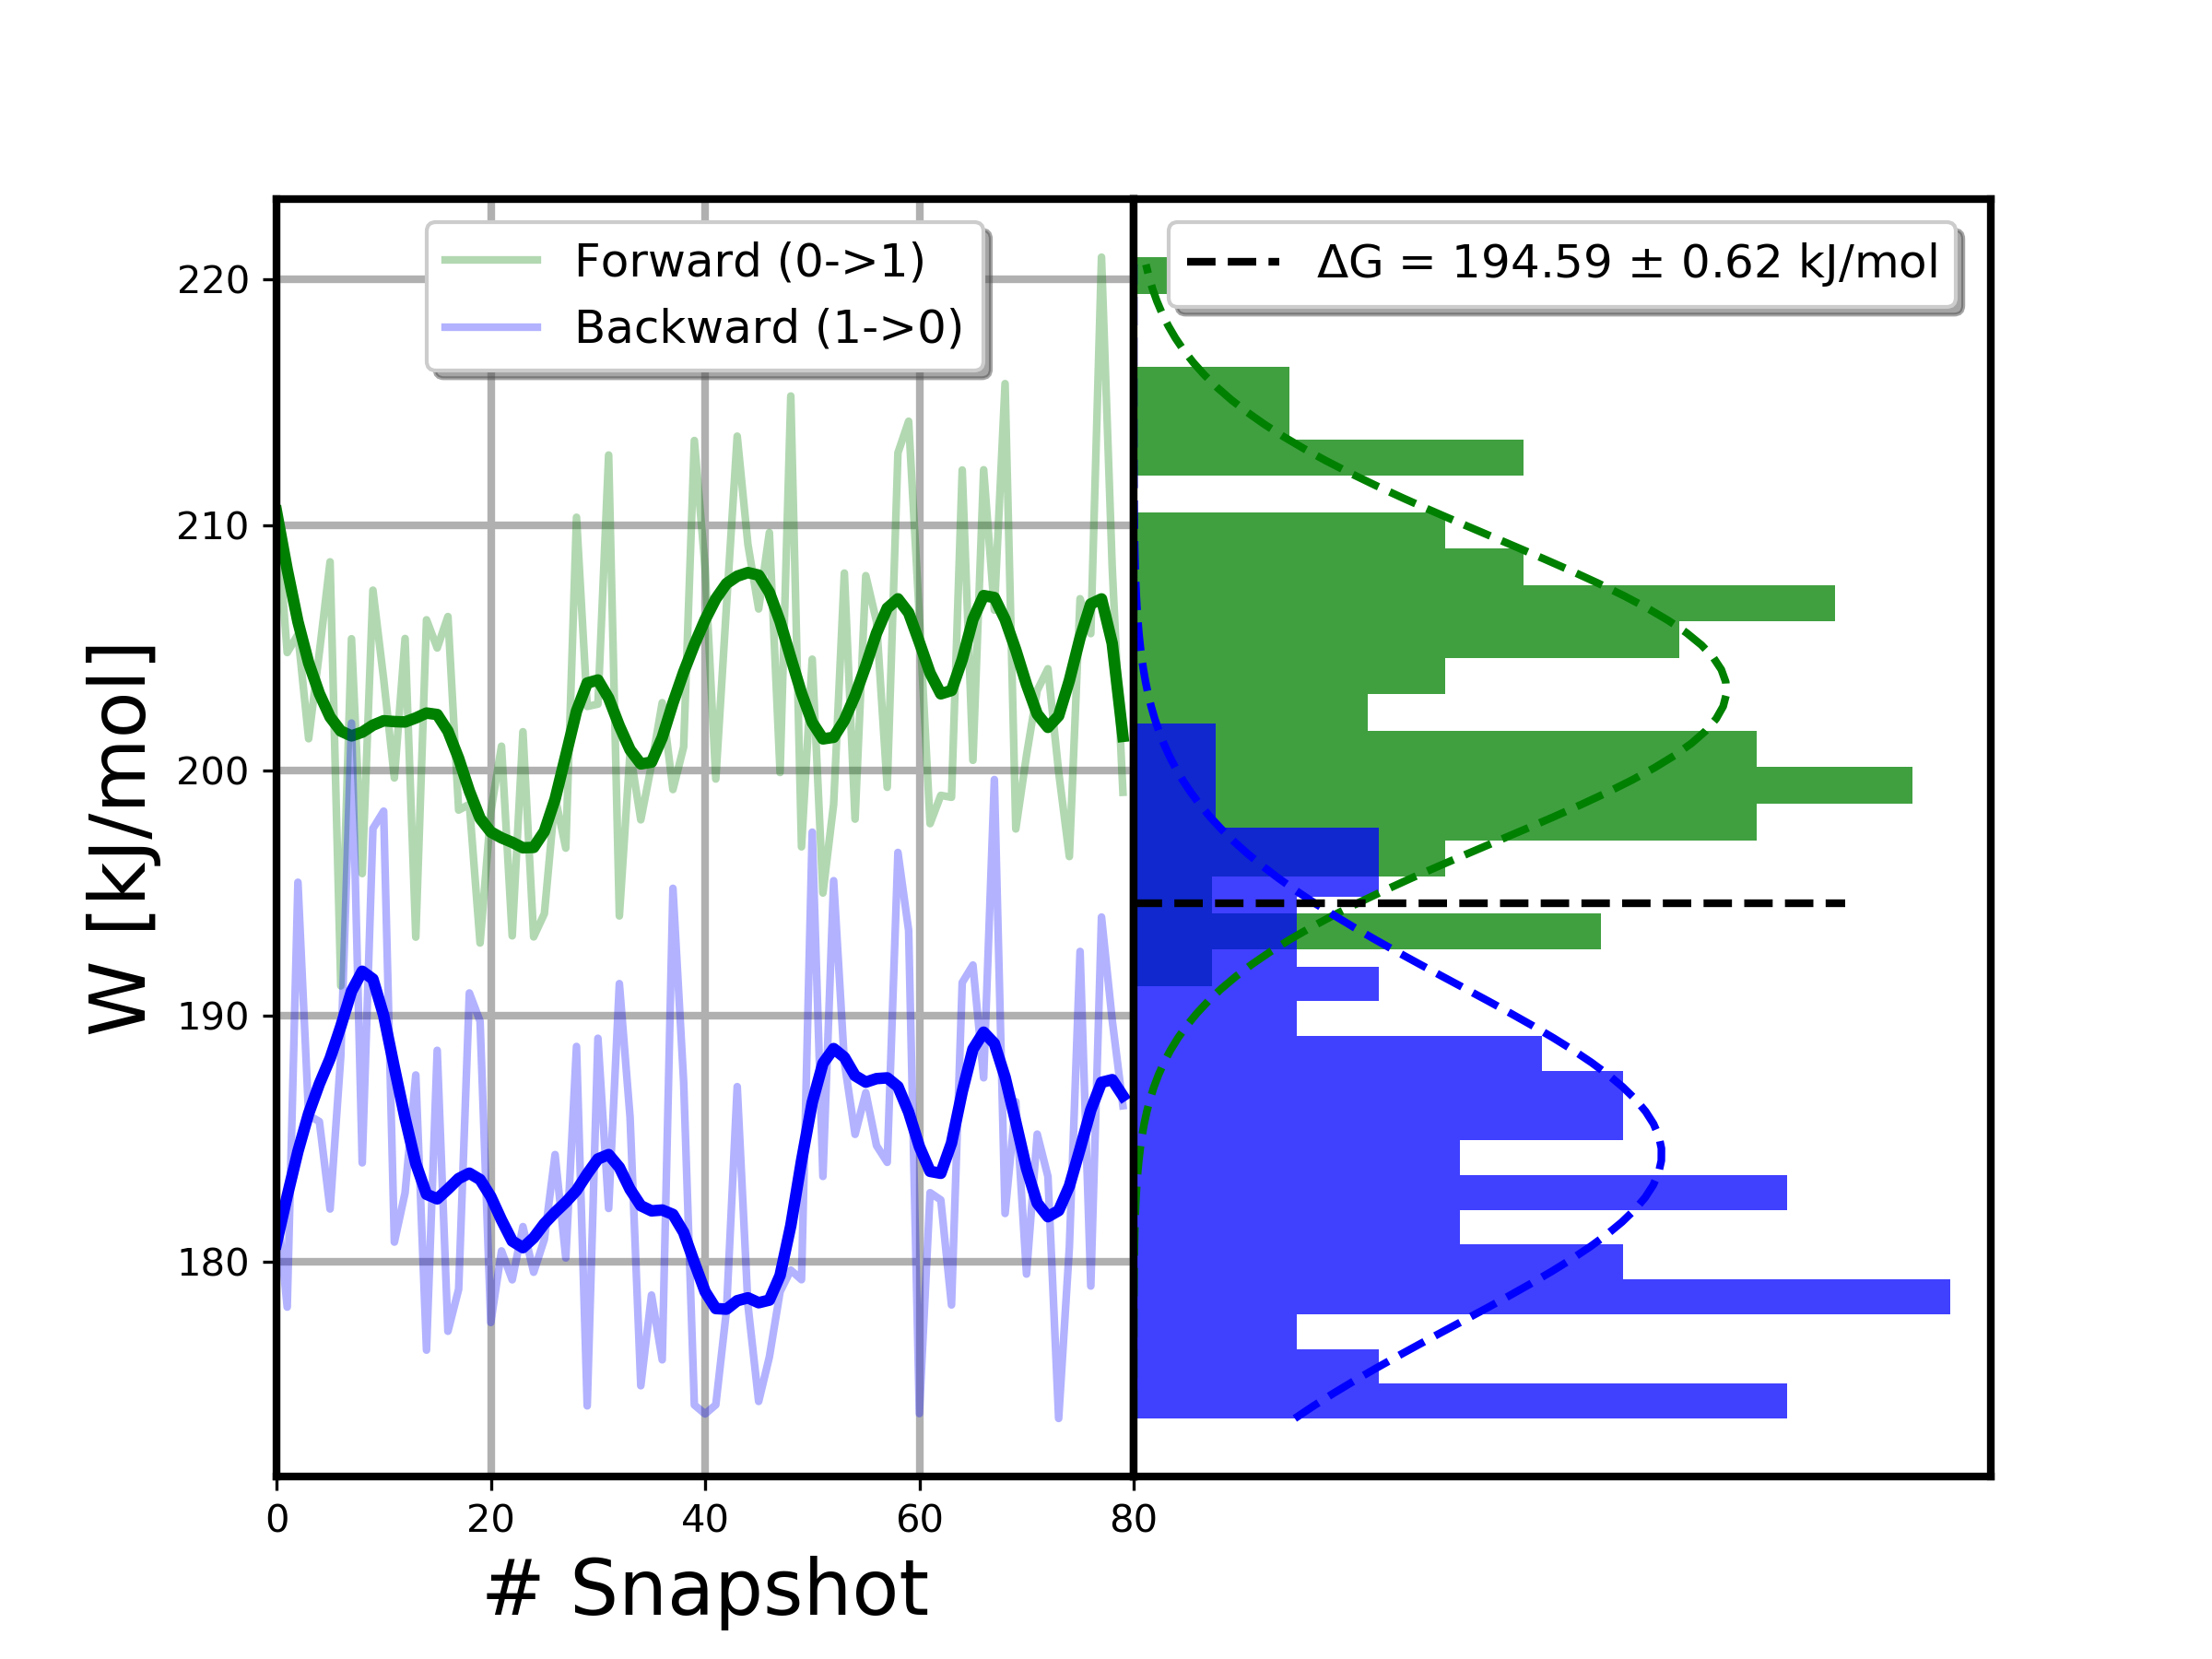 Forward (0->1)
Backward (1->0)
ΔG = 194.59 ± 0.62 kJ/mol
220
210
200
190
180
W [kJ/mol]
0 20 40 60 80
# Snapshot